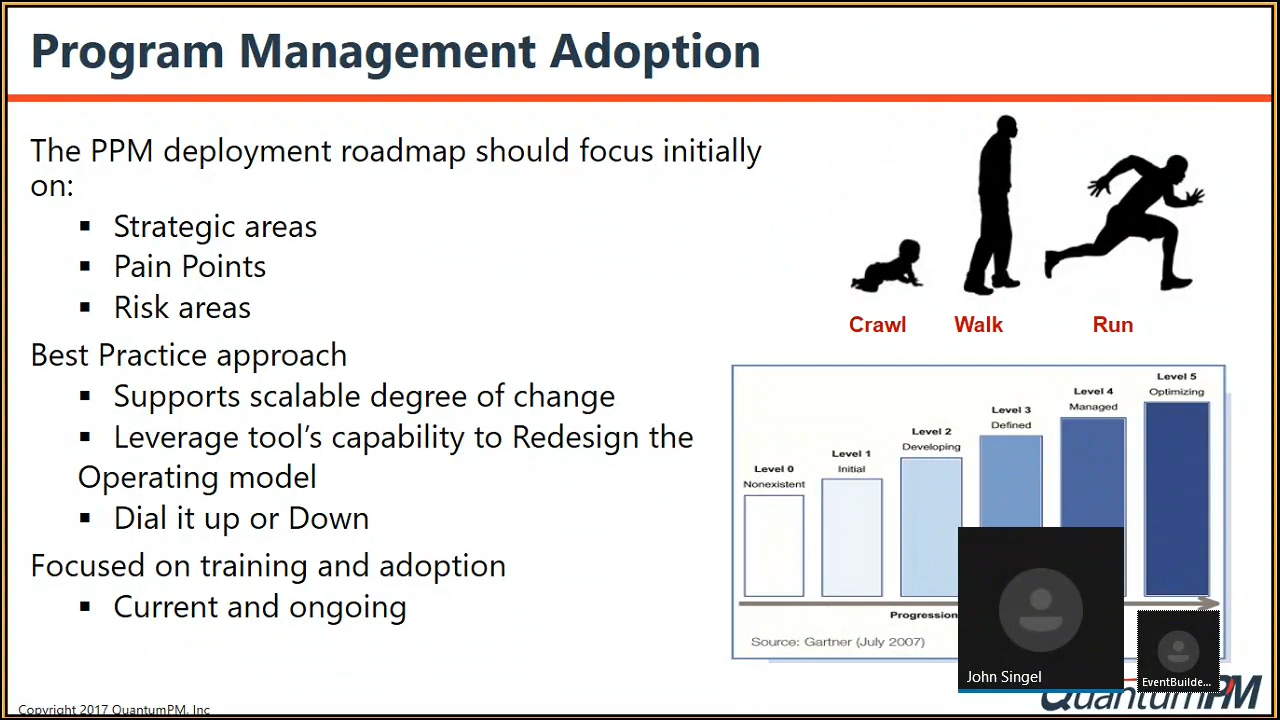 Program Management Adoption
The PPM deployment roadmap should focus initially
on:
▪ Strategic areas
▪ Pain Points
▪ Risk areas
Best Practice approach
▪ Supports scalable degree of change
▪ Leverage tool's capability to Redesign the
Operating model
▪ Dial it up or Down
Focused on training and adoption
▪ Current and ongoing
Crawl Walk Run
Level 0
Nonexistent
Level 1
Initial
Level 2
Developing
Level 3
Defined
Level 4
Managed
Level 5
Optimizing
Progression
Source: Gartner (July 2007)
John Singel
EventBuilde...
Copyright 2017 QuantumPM, Inc
QuantumPM